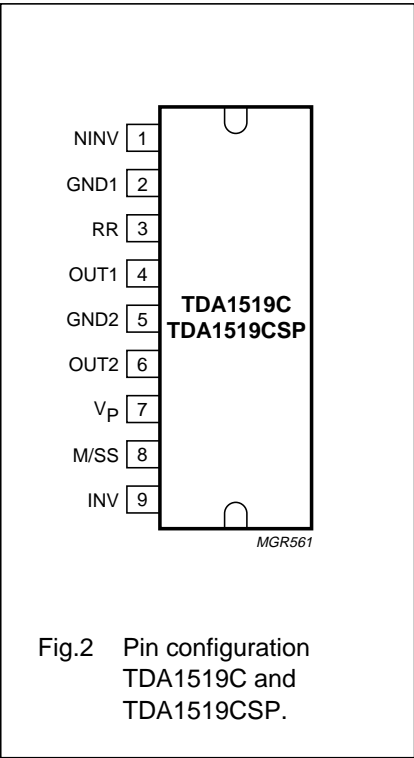 NINV 1
GND1 2
RR 3
OUT1 4
GND2 5
OUT2 6
VP 7
M/SS 8
INV 9
TDA1519C
TDA1519CSP
MGR561
Fig.2 Pin configuration
TDA1519C and
TDA1519CSP.